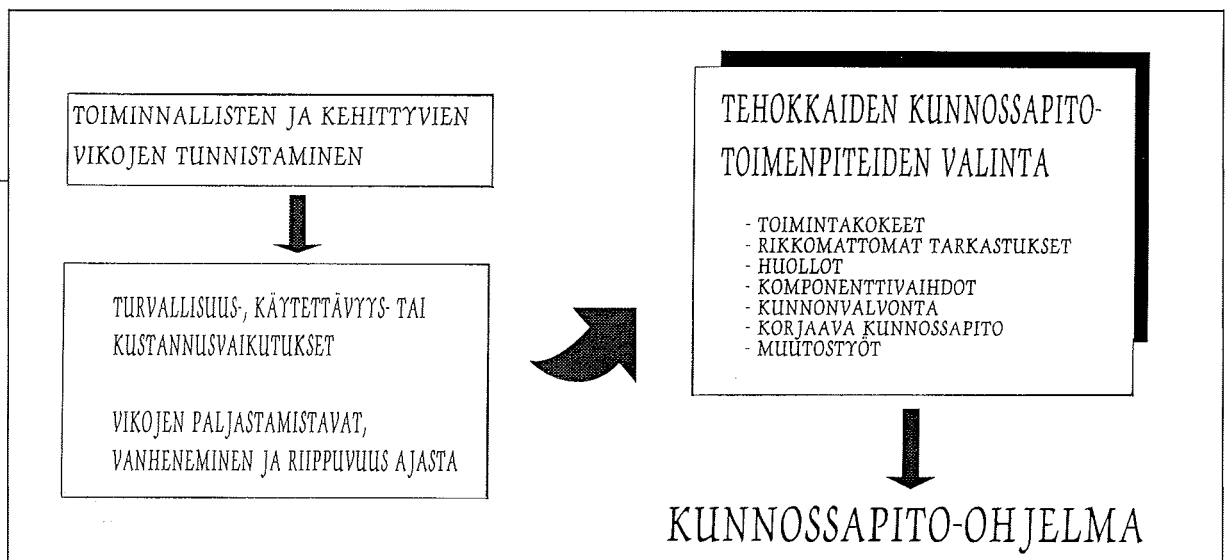 TOIMINNALLISTEN JA KEHITTYVIEN
VIKOJEN TUNNISTAMINEN
TURVALLISUUS-, KÄYTETTÄVYYS- TAI
KUSTANNUSVAIKUTUKSET
VIKOJEN PALJASTAMISTAVAT,
VANHENEMINEN JA RIIPPUVUUS AJASTA
TEHOKKAIDEN KUNNOSSAPITO-
TOIMENPITEIDEN VALINTA
- TOIMINTAKOKEET
- RIKKOMATTOMAT TARKASTUKSET
- HUOLLOT
- KOMPONENTTIVAIHDOT
- KUNNONVALVONTA
- KORJAAVA KUNNOSSAPITO
- MUUTOSTYÖT
KUNNOSSAPITO-OHJELMA